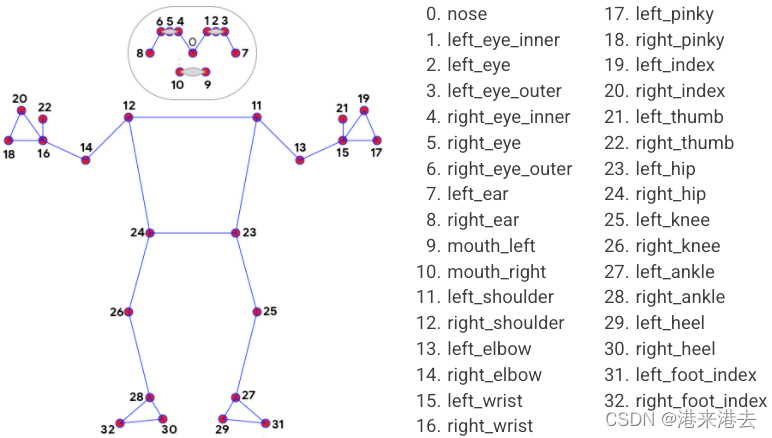 6 5 4 1 2 3
0
8 7
10 9
20 22 12 11 21 19
18 16 14 13 15 17
24 23
26 25
28 27
32 30 29 31
0. nose
1. left_eye_inner
2. left_eye
3. left_eye_outer
4. right_eye_inner
5. right_eye
6. right_eye_outer
7. left_ear
8. right_ear
9. mouth_left
10. mouth_right
11. left_shoulder
12. right_shoulder
13. left_elbow
14. right_elbow
15. left_wrist
16. right_wrist
17. left_pinky
18. right_pinky
19. left_index
20. right_index
21. left_thumb
22. right_thumb
23. left_hip
24. right_hip
25. left_knee
26. right_knee
27. left_ankle
28. right_ankle
29. left_heel
30. right_heel
31. left_foot_index
32. right_foot_index
CSDN @港来港去